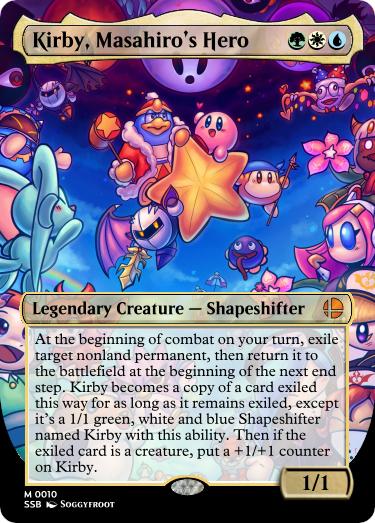 Kirby, Masahiro's Hero
Legendary Creature — Shapeshifter
At the beginning of combat on your turn, exile
target nonland permanent, then return it to
the battlefield at the beginning of the next end
step. Kirby becomes a copy of a card exiled
this way for as long as it remains exiled, except
it's a 1/1 green, white and blue Shapeshifter
named Kirby with this ability. Then if the
exiled card is a creature, put a +1/+1 counter
on Kirby.
1/1
M 0010
SSB SOGGYFROOT